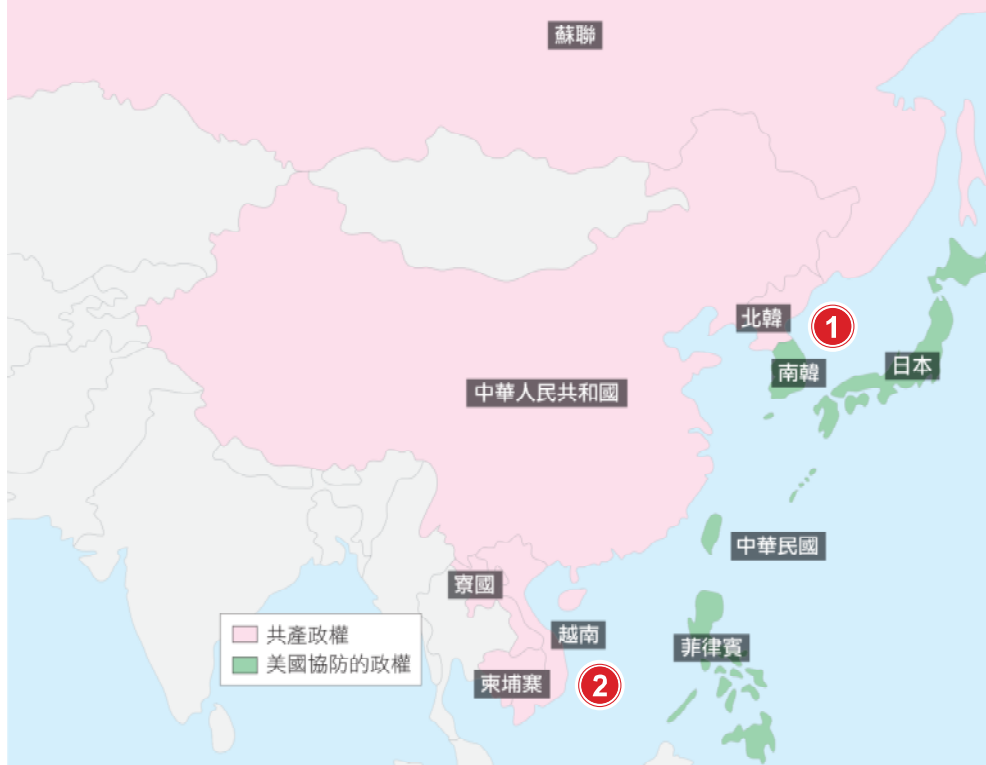 蘇聯
北韓
1
南韓
日本
中華人民共和國
中華民國
寮國
共產政權
美國協防的政權
越南
菲律賓
柬埔寨
2